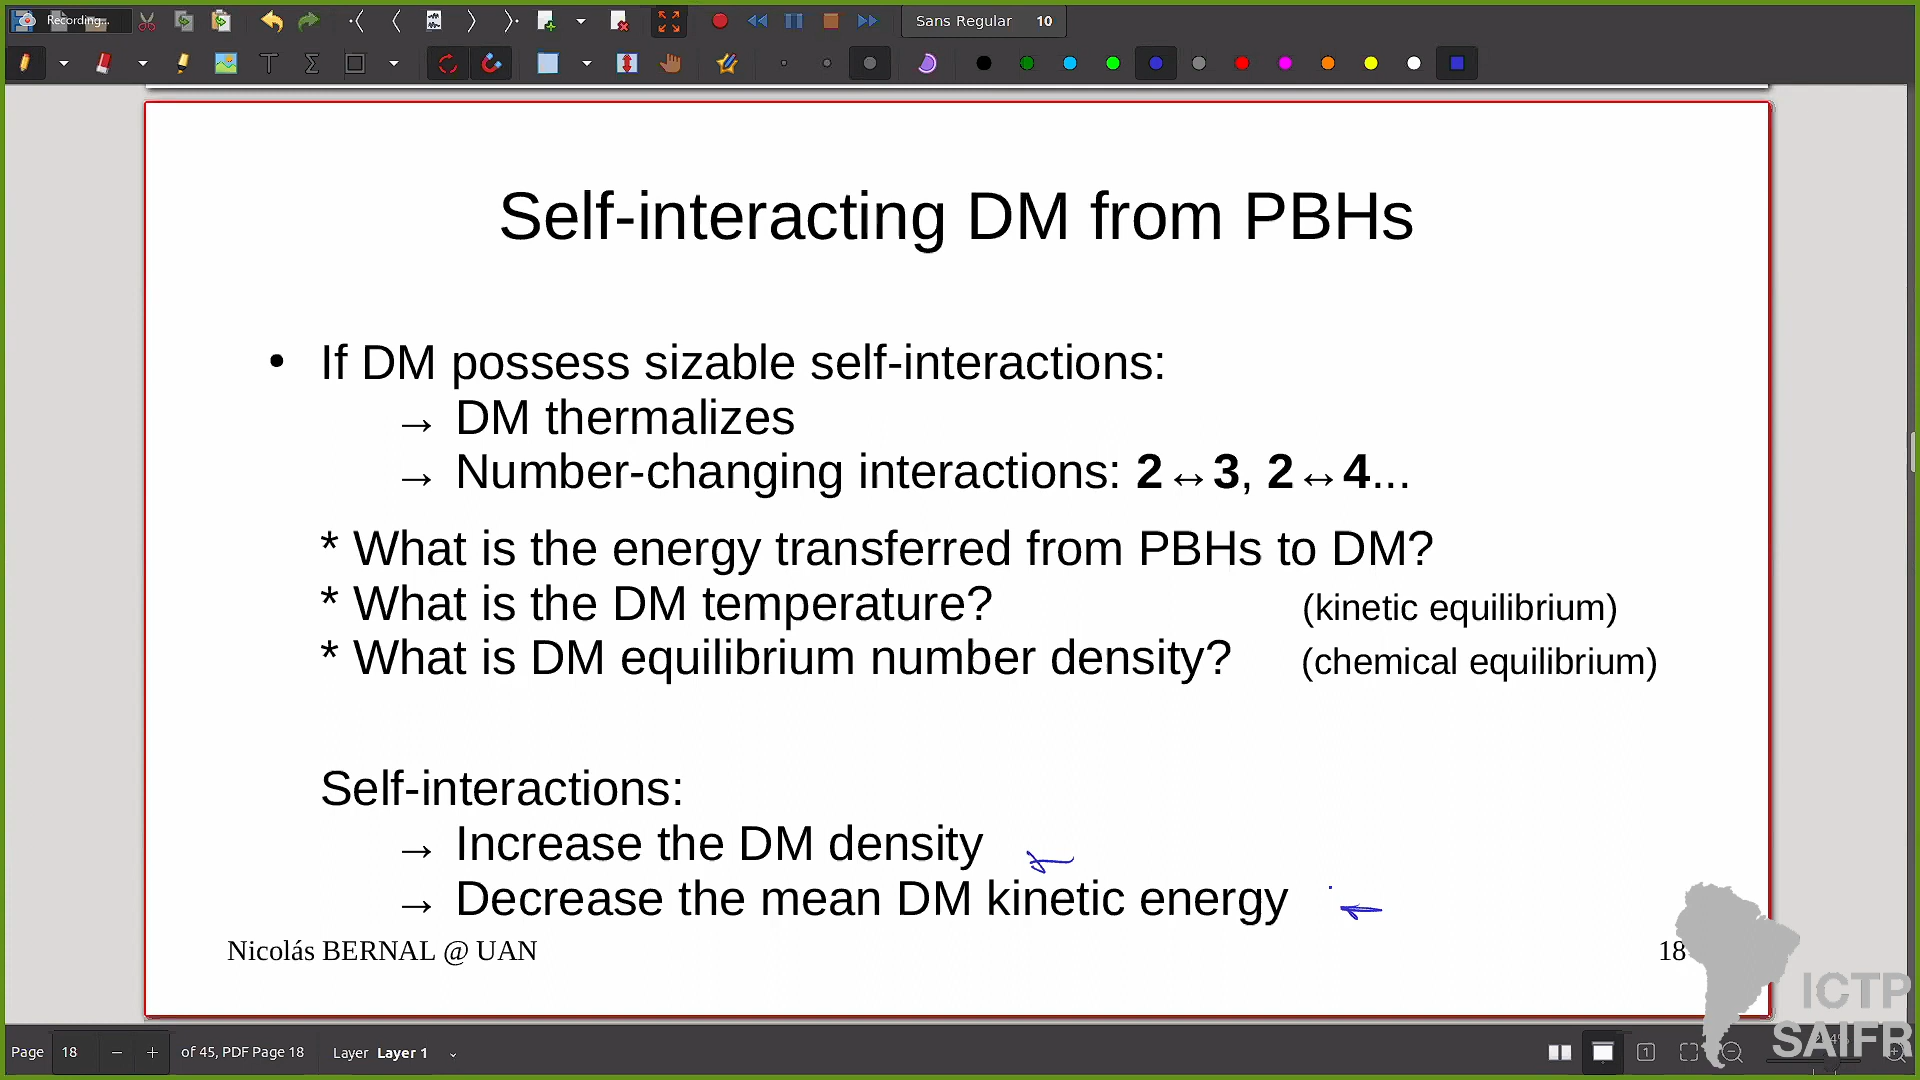 Recording...
Sans Regular 10
Self-interacting DM from PBHs
• If DM possess sizable self-interactions:
→ DM thermalizes
→ Number-changing interactions: 2↔3, 2↔4...
* What is the energy transferred from PBHs to DM?
* What is the DM temperature? (kinetic equilibrium)
* What is DM equilibrium number density? (chemical equilibrium)
Self-interactions:
→ Increase the DM density
→ Decrease the mean DM kinetic energy
Nicolás BERNAL @ UAN 18
ICTP
SAIFR
Page 18 of 45, PDF Page 18 Layer Layer 1